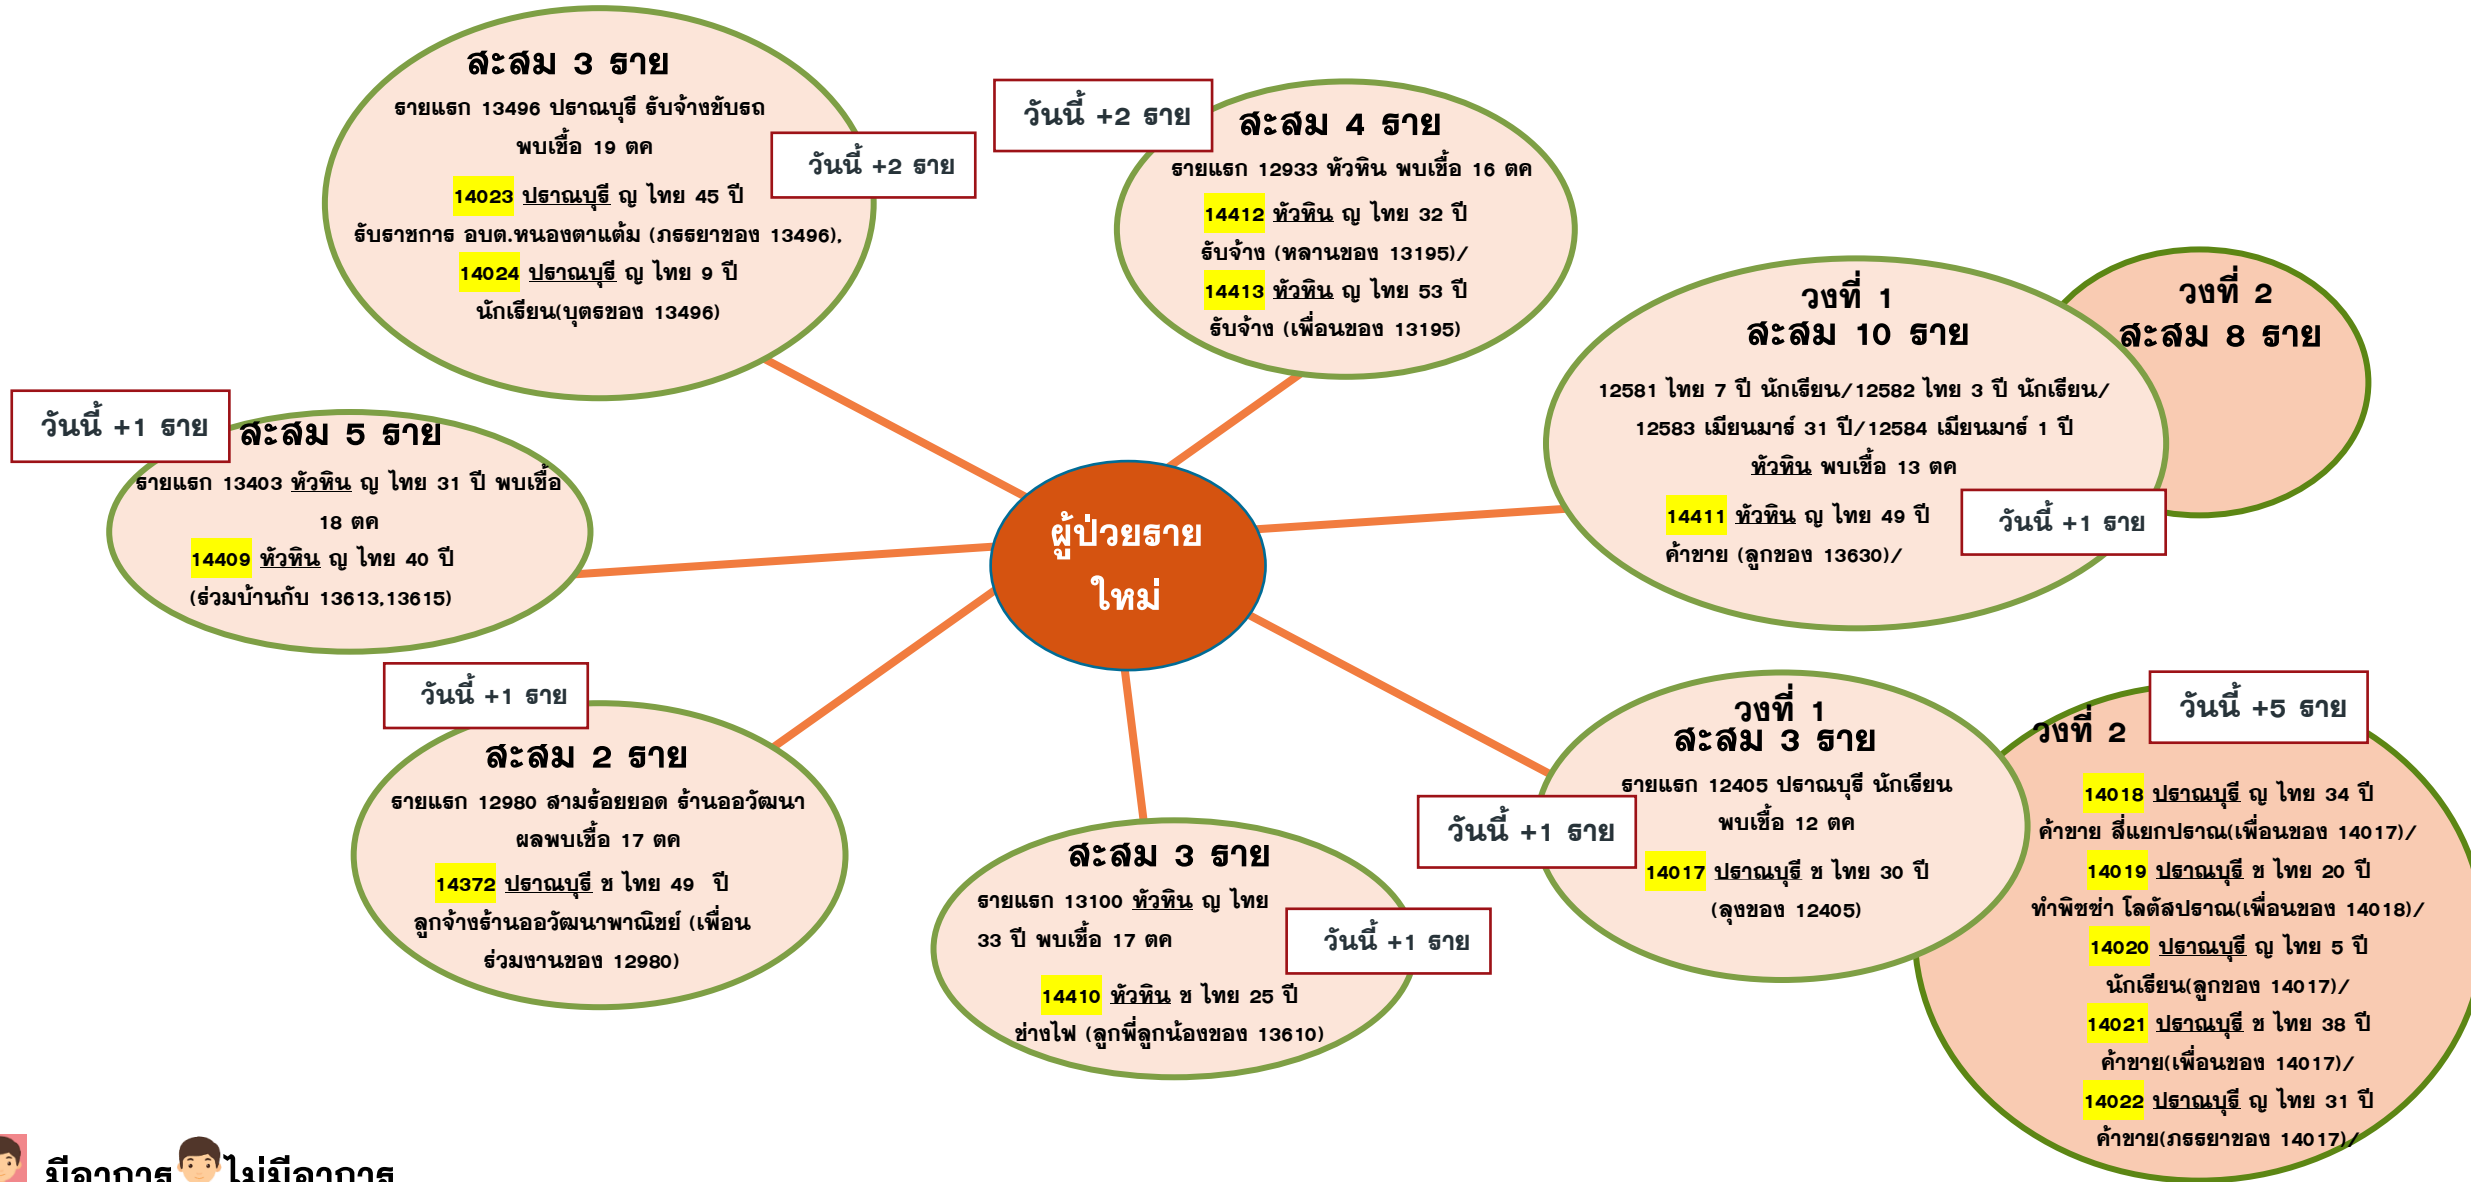 สะสม 3 ราย
รายแรก 13496 ปราณบุรี รับจ้างขับรถ
พบเชื้อ 19 ตค
วันนี้ +2 ราย
14023 ปราณบุรี ญ ไทย 45 ปี
รับราชการ อบต.หนองตาแต้ม (ภรรยาของ 13496),
14024 ปราณบุรี ญ ไทย 9 ปี
นักเรียน(บุตรของ 13496)
วันนี้ +2 ราย
สะสม 4 ราย
รายแรก 12933 หัวหิน พบเชื้อ 16 ตค
14412 หัวหิน ญ ไทย 32 ปี
รับจ้าง (หลานของ 13195)/
14413 หัวหิน ญ ไทย 53 ปี
รับจ้าง (เพื่อนของ 13195)
วงที่ 1
สะสม 10 ราย
12581 ไทย 7 ปี นักเรียน/12582 ไทย 3 ปี นักเรียน/
12583 เมียนมาร์ 31 ปี/12584 เมียนมาร์ 1 ปี
หัวหิน พบเชื้อ 13 ตค
14411 หัวหิน ญ ไทย 49 ปี
ค้าขาย (ลูกของ 13630)/
วันนี้ +1 ราย
วงที่ 2
สะสม 8 ราย
วันนี้ +1 ราย
สะสม 5 ราย
รายแรก 13403 หัวหิน ญ ไทย 31 ปี พบเชื้อ
18 ตค
14409 หัวหิน ญ ไทย 40 ปี
(ร่วมบ้านกับ 13613,13615)
ผู้ป่วยราย
ใหม่
วันนี้ +1 ราย
สะสม 2 ราย
รายแรก 12980 สามร้อยยอด ร้านออวัฒนา
ผลพบเชื้อ 17 ตค
14372 ปราณบุรี ช ไทย 49 ปี
ลูกจ้างร้านออวัฒนาพาณิชย์ (เพื่อน
ร่วมงานของ 12980)
สะสม 3 ราย
รายแรก 13100 หัวหิน ญ ไทย
33 ปี พบเชื้อ 17 ตค
วันนี้ +1 ราย
14410 หัวหิน ช ไทย 25 ปี
ช่างไฟ (ลูกพี่ลูกน้องของ 13610)
วงที่ 1
สะสม 3 ราย
รายแรก 12405 ปราณบุรี นักเรียน
พบเชื้อ 12 ตค
วันนี้ +1 ราย
14017 ปราณบุรี ช ไทย 30 ปี
(ลุงของ 12405)
วงที่ 2
วันนี้ +5 ราย
14018 ปราณบุรี ญ ไทย 34 ปี
ค้าขาย สี่แยกปราณ(เพื่อนของ 14017)/
14019 ปราณบุรี ช ไทย 20 ปี
ทำพิซซ่า โลตัสปราณ(เพื่อนของ 14018)/
14020 ปราณบุรี ญ ไทย 5 ปี
นักเรียน(ลูกของ 14017)/
14021 ปราณบุรี ช ไทย 38 ปี
ค้าขาย(เพื่อนของ 14017)/
14022 ปราณบุรี ญ ไทย 31 ปี
ค้าขาย(ภรรยาของ 14017)/
มีอาการ ไม่มีอาการ